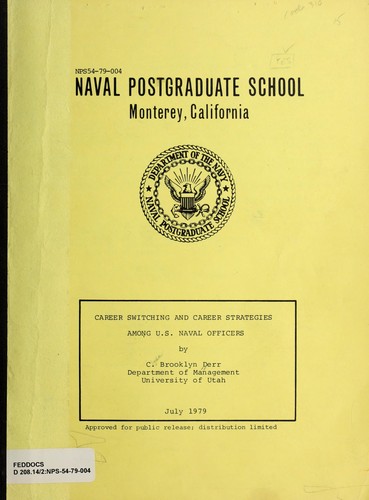 NPS54-79-004
NAVAL POSTGRADUATE SCHOOL
Monterey, California
DEPARTMENT OF THE NAVY
NAVAL POSTGRADUATE SCHOOL
CAREER SWITCHING AND CAREER STRATEGIES
AMONG U.S. NAVAL OFFICERS
by
C. Brooklyn Derr
Department of Management
University of Utah
July 1979
Approved for public release; distribution limited
FEDDOCS
D 208.14/2:NPS-54-79-004